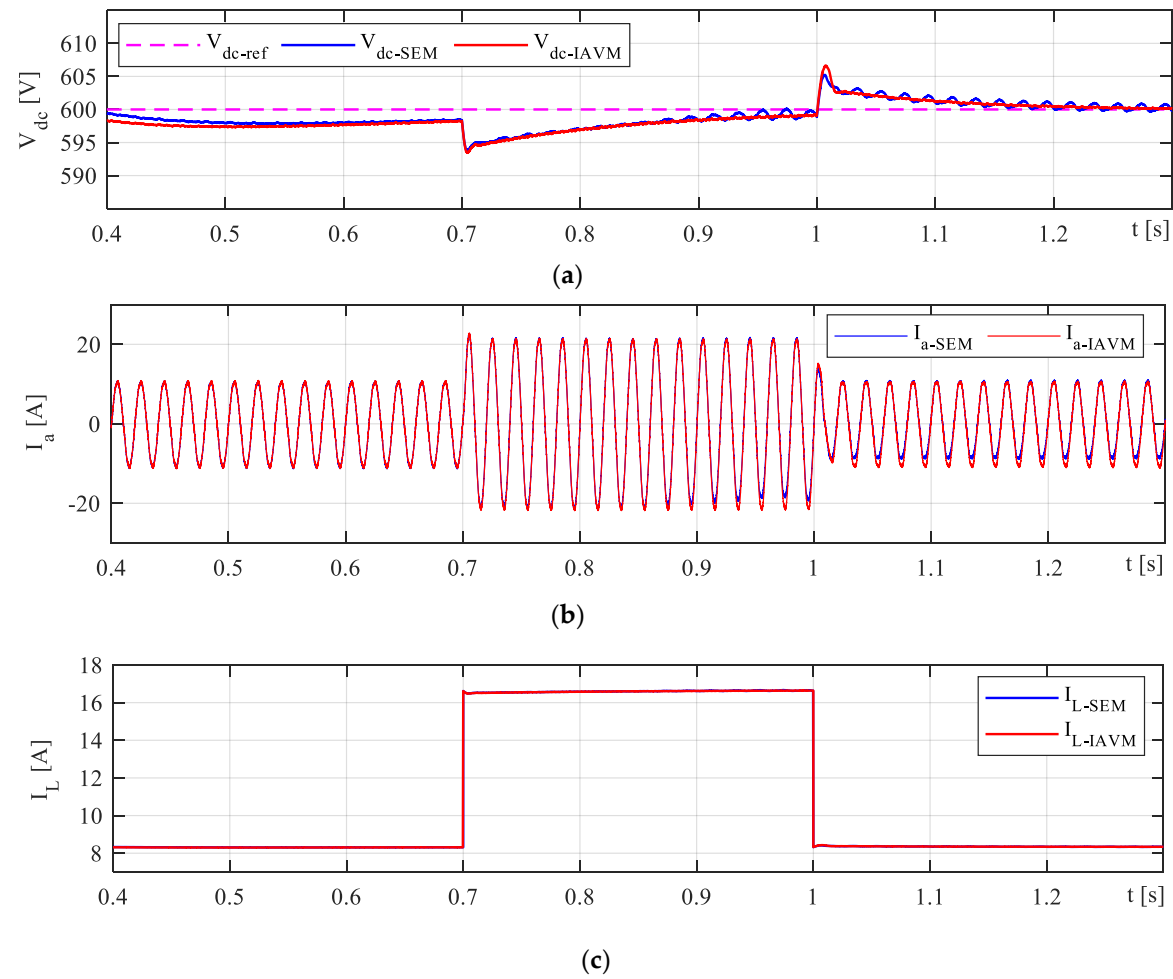 V_dc-ref V_dc-SEM V_dc-IAVM
V_dc [V]
610
605
600
595
590
0.4 0.5 0.6 0.7 0.8 0.9 1 1.1 1.2 t [s]
(a)
I_a-SEM I_a-IAVM
I_a [A]
20
0
-20
0.4 0.5 0.6 0.7 0.8 0.9 1 1.1 1.2 t [s]
(b)
I_L-SEM
I_L-IAVM
I_L [A]
18
16
14
12
10
8
0.4 0.5 0.6 0.7 0.8 0.9 1 1.1 1.2 t [s]
(c)